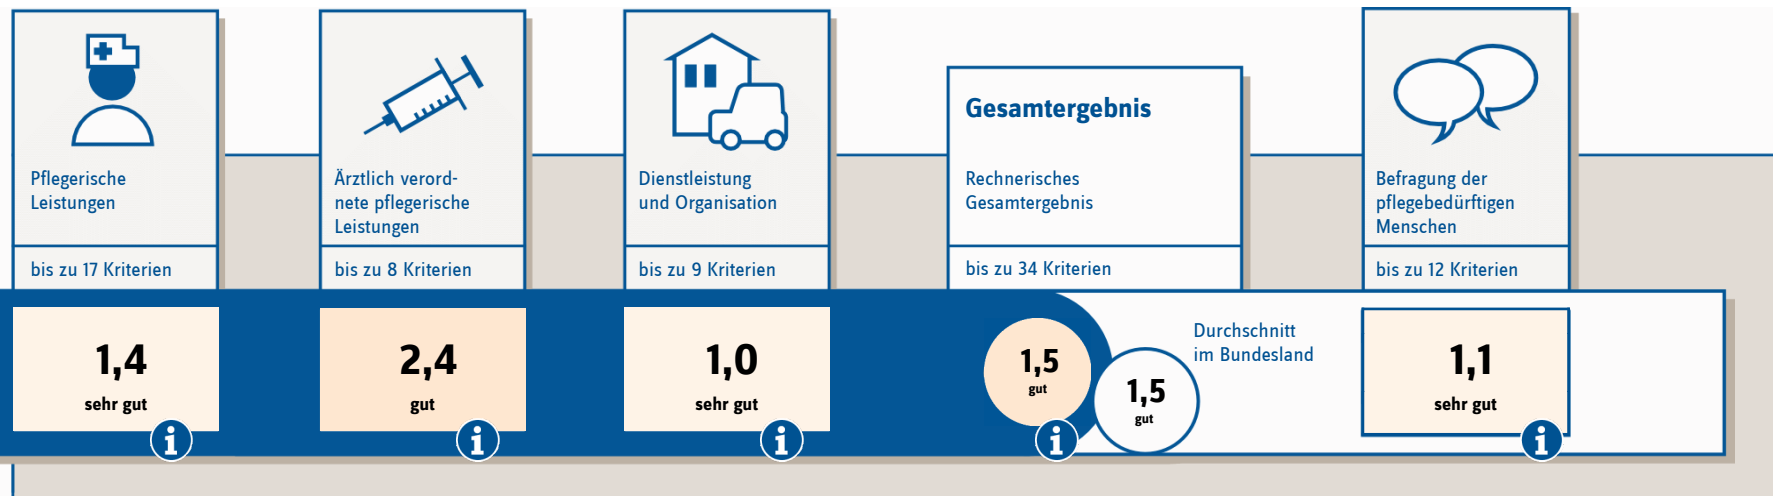 Pflegerische
Leistungen
bis zu 17 Kriterien
1,4
sehr gut
i
Ärztlich verord-
nete pflegerische
Leistungen
bis zu 8 Kriterien
2,4
gut
i
Dienstleistung
und Organisation
bis zu 9 Kriterien
1,0
sehr gut
i
Gesamtergebnis
Rechnerisches
Gesamtergebnis
bis zu 34 Kriterien
1,5
gut
i
1,5
gut
Durchschnitt
im Bundesland
Befragung der
pflegebedürftigen
Menschen
bis zu 12 Kriterien
1,1
sehr gut
i